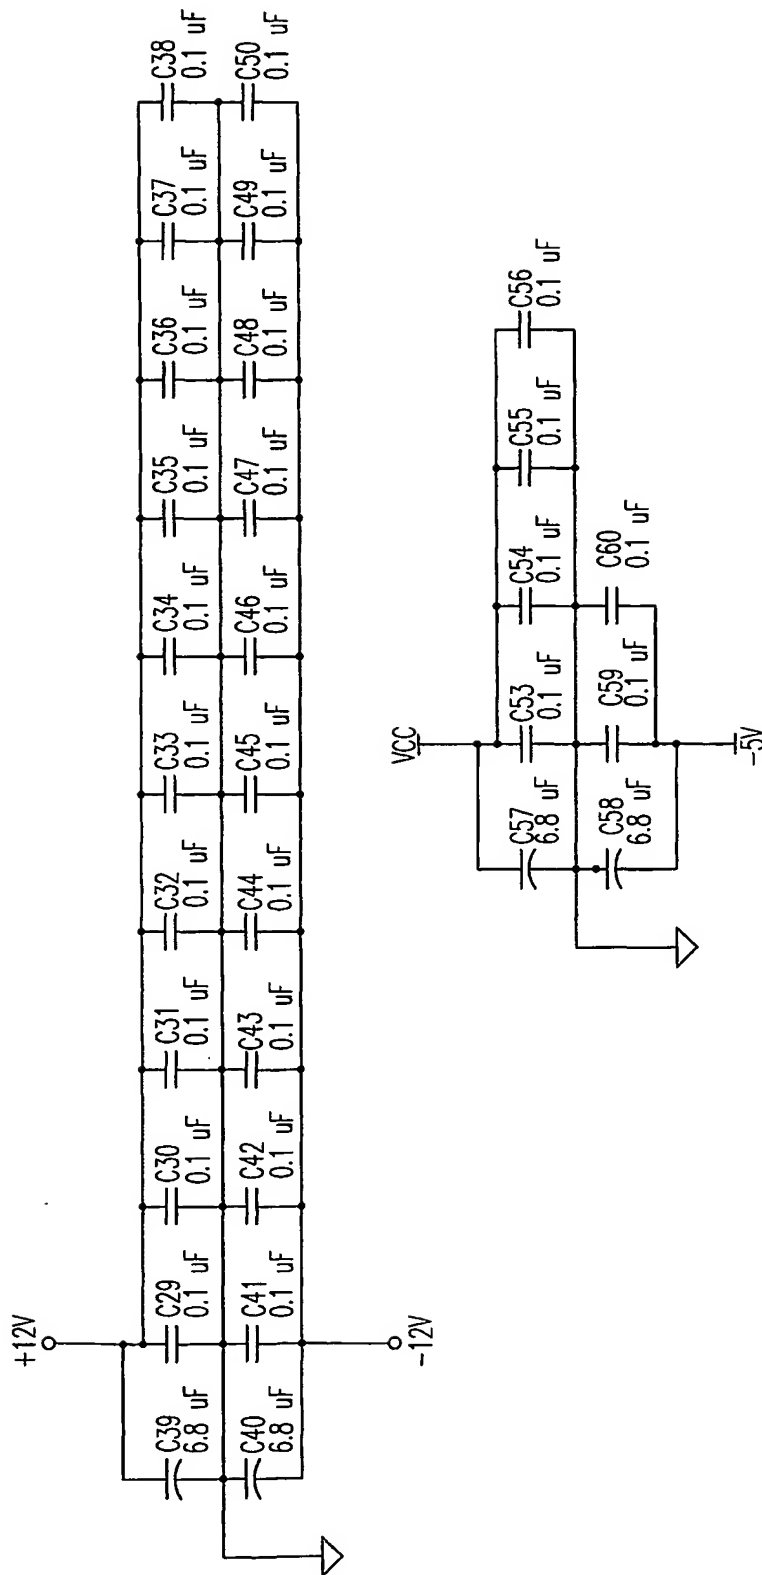 +12V
C39
6.8 uF
C29
0.1 uF
C30
0.1 uF
C31
0.1 uF
C32
0.1 uF
C33
0.1 uF
C34
0.1 uF
C35
0.1 uF
C36
0.1 uF
C37
0.1 uF
C38
0.1 uF
C40
6.8 uF
C41
0.1 uF
C42
0.1 uF
C43
0.1 uF
C44
0.1 uF
C45
0.1 uF
C46
0.1 uF
C47
0.1 uF
C48
0.1 uF
C49
0.1 uF
C50
0.1 uF
-12V
VCC
C57
6.8 uF
C53
0.1 uF
C54
0.1 uF
C55
0.1 uF
C56
0.1 uF
C58
6.8 uF
C59
0.1 uF
C60
0.1 uF
-5V